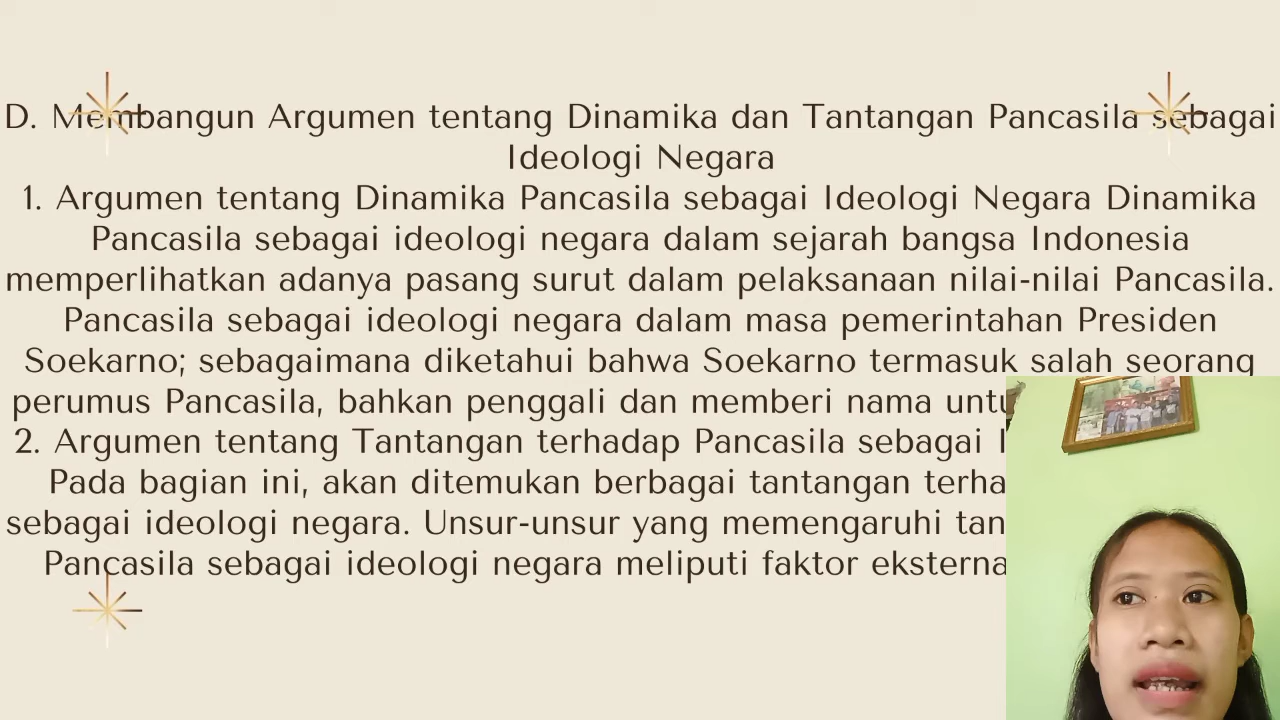 D. Membangun Argumen tentang Dinamika dan Tantangan Pancasila sebagai
Ideologi Negara
1. Argumen tentang Dinamika Pancasila sebagai Ideologi Negara Dinamika
Pancasila sebagai ideologi negara dalam sejarah bangsa Indonesia
memperlihatkan adanya pasang surut dalam pelaksanaan nilai-nilai Pancasila.
Pancasila sebagai ideologi negara dalam masa pemerintahan Presiden
Soekarno; sebagaimana diketahui bahwa Soekarno termasuk salah seorang
perumus Pancasila, bahkan penggali dan memberi nama
2. Argumen tentang Tantangan terhadap Pancasila sebagai
Pada bagian ini, akan ditemukan berbagai tantangan
sebagai ideologi negara. Unsur-unsur yang memengaruhi
Pancasila sebagai ideologi negara meliputi faktor